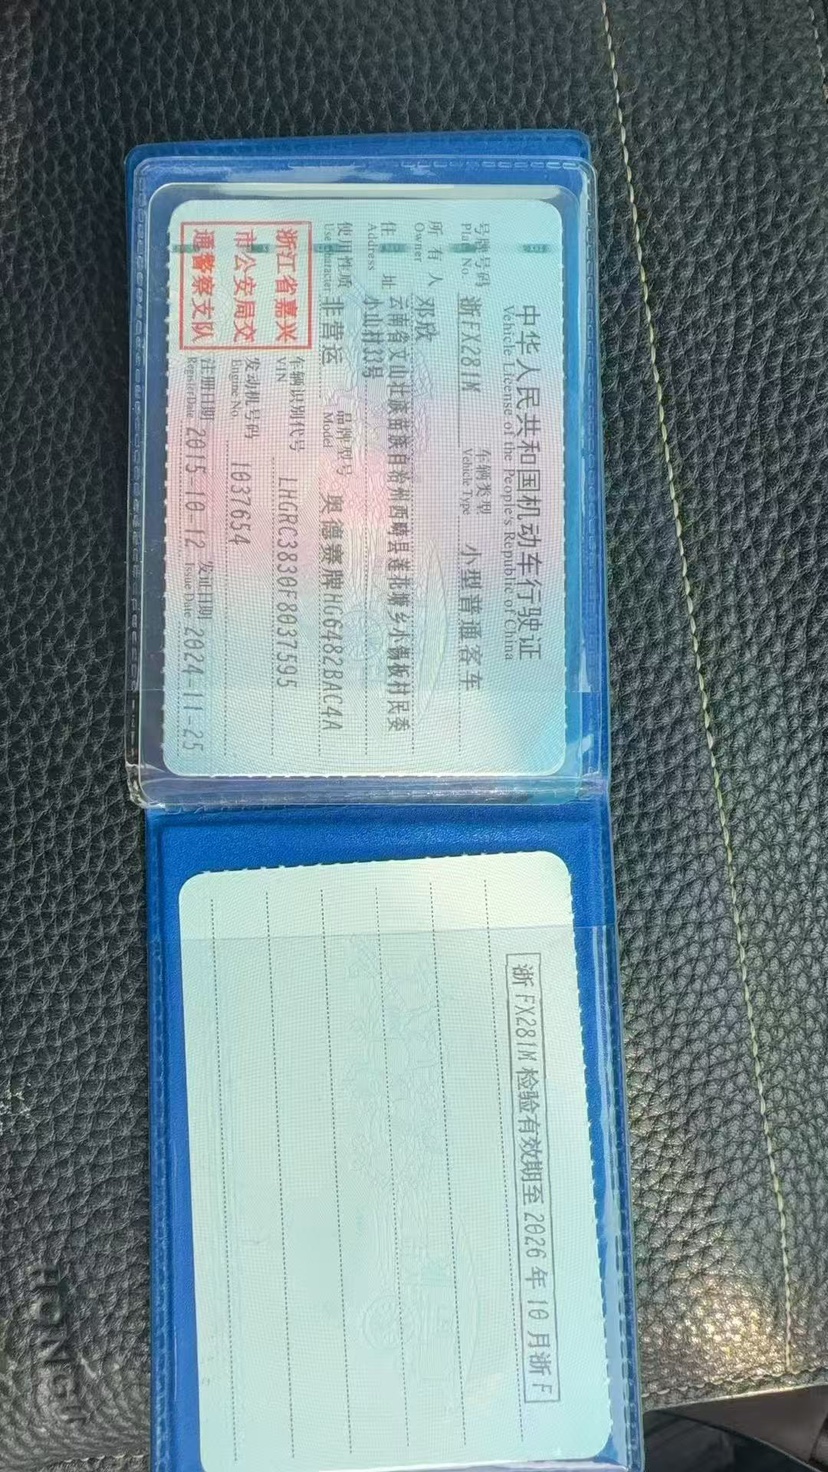 中华人民共和国机动车行驶证
Vehicle License of the People's Republic of China
号牌号码 浙FX281M 车辆类型 小型普通客车
Plate No. Vehicle Type
所有人 邓玖
Owner
住址 云南省文山壮族苗族自治州西畴县莲花塘乡小锡板村民委
Address 小山村33号
使用性质 非营运 品牌型号 奥德赛牌HG6482BAC4A
Use Character Model
浙江省嘉兴
市公安局交
通警察支队
车辆识别代号 LHGRC3830F8037595
VIN
发动机号码 1037654
Engine No.
注册日期 2015-10-12 发证日期 2024-11-25
Register Date Issue Date
浙FX281M检验有效期至2026年10月浙F